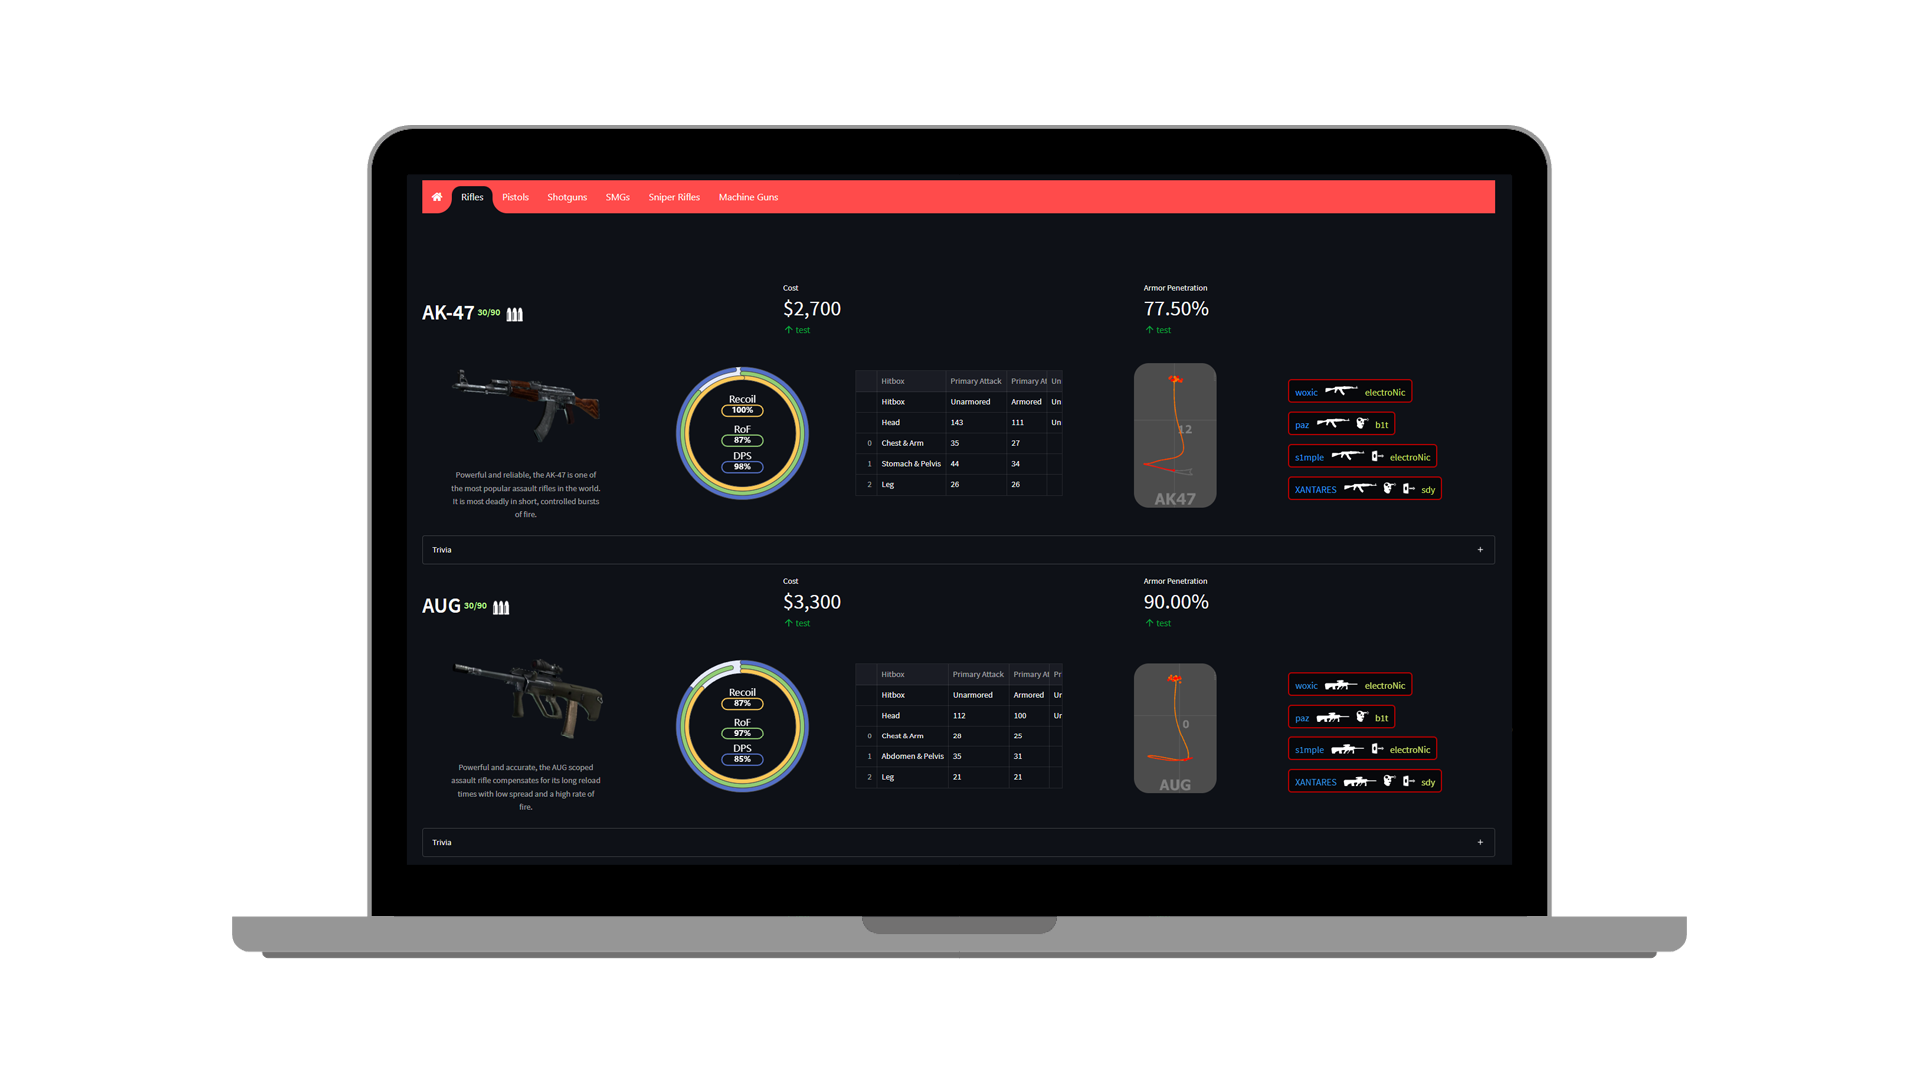 Rifles Pistols Shotguns SMGs Sniper Rifles Machine Guns
AK-47 30/90
Cost
$2,700
↑ test
Armor Penetration
77.50%
↑ test
Powerful and reliable, the AK-47 is one of
the most popular assault rifles in the world.
It is most deadly in short, controlled bursts
of fire.
Recoil
100%
RoF
87%
DPS
98%
Hitbox Primary Attack Primary At Un
Hitbox Unarmored Armored Un
Head 143 111 Un
0 Chest & Arm 35 27
1 Stomach & Pelvis 44 34
2 Leg 26 26
12
AK47
woxic electroNic
paz b1t
s1mple electroNic
XANTARES sdy
Trivia +
AUG 30/90
Cost
$3,300
↑ test
Armor Penetration
90.00%
↑ test
Powerful and accurate, the AUG scoped
assault rifle compensates for its long reload
times with low spread and a high rate of
fire.
Recoil
87%
RoF
97%
DPS
85%
Hitbox Primary Attack Primary At Pr
Hitbox Unarmored Armored Ur
Head 112 100 Ur
0 Chest & Arm 28 25
1 Abdomen & Pelvis 35 31
2 Leg 21 21
0
AUG
woxic electroNic
paz b1t
s1mple electroNic
XANTARES sdy
Trivia +